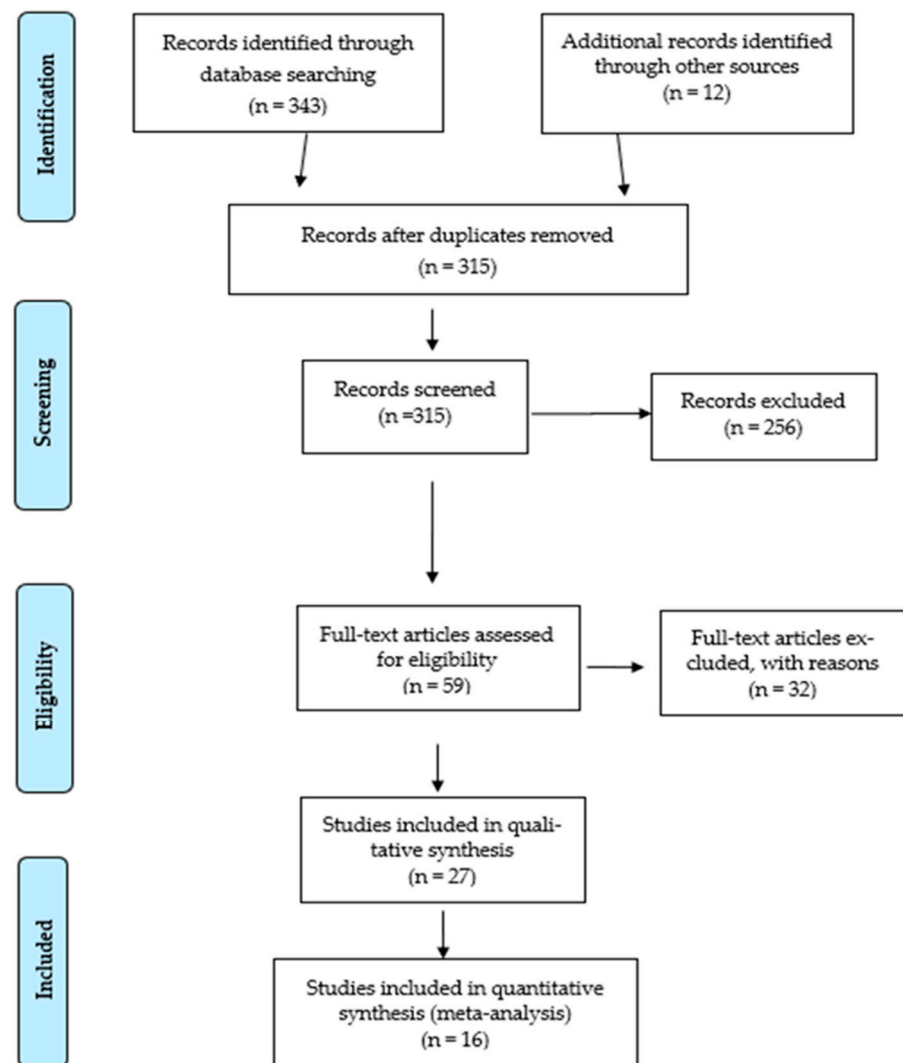 Identification
Records identified through
database searching
(n = 343)
Additional records identified
through other sources
(n = 12)
Records after duplicates removed
(n = 315)
Screening
Records screened
(n =315)
Records excluded
(n = 256)
Eligibility
Full-text articles assessed
for eligibility
(n = 59)
Full-text articles ex-
cluded, with reasons
(n = 32)
Studies included in quali-
tative synthesis
(n = 27)
Included
Studies included in quantitative
synthesis (meta-analysis)
(n = 16)